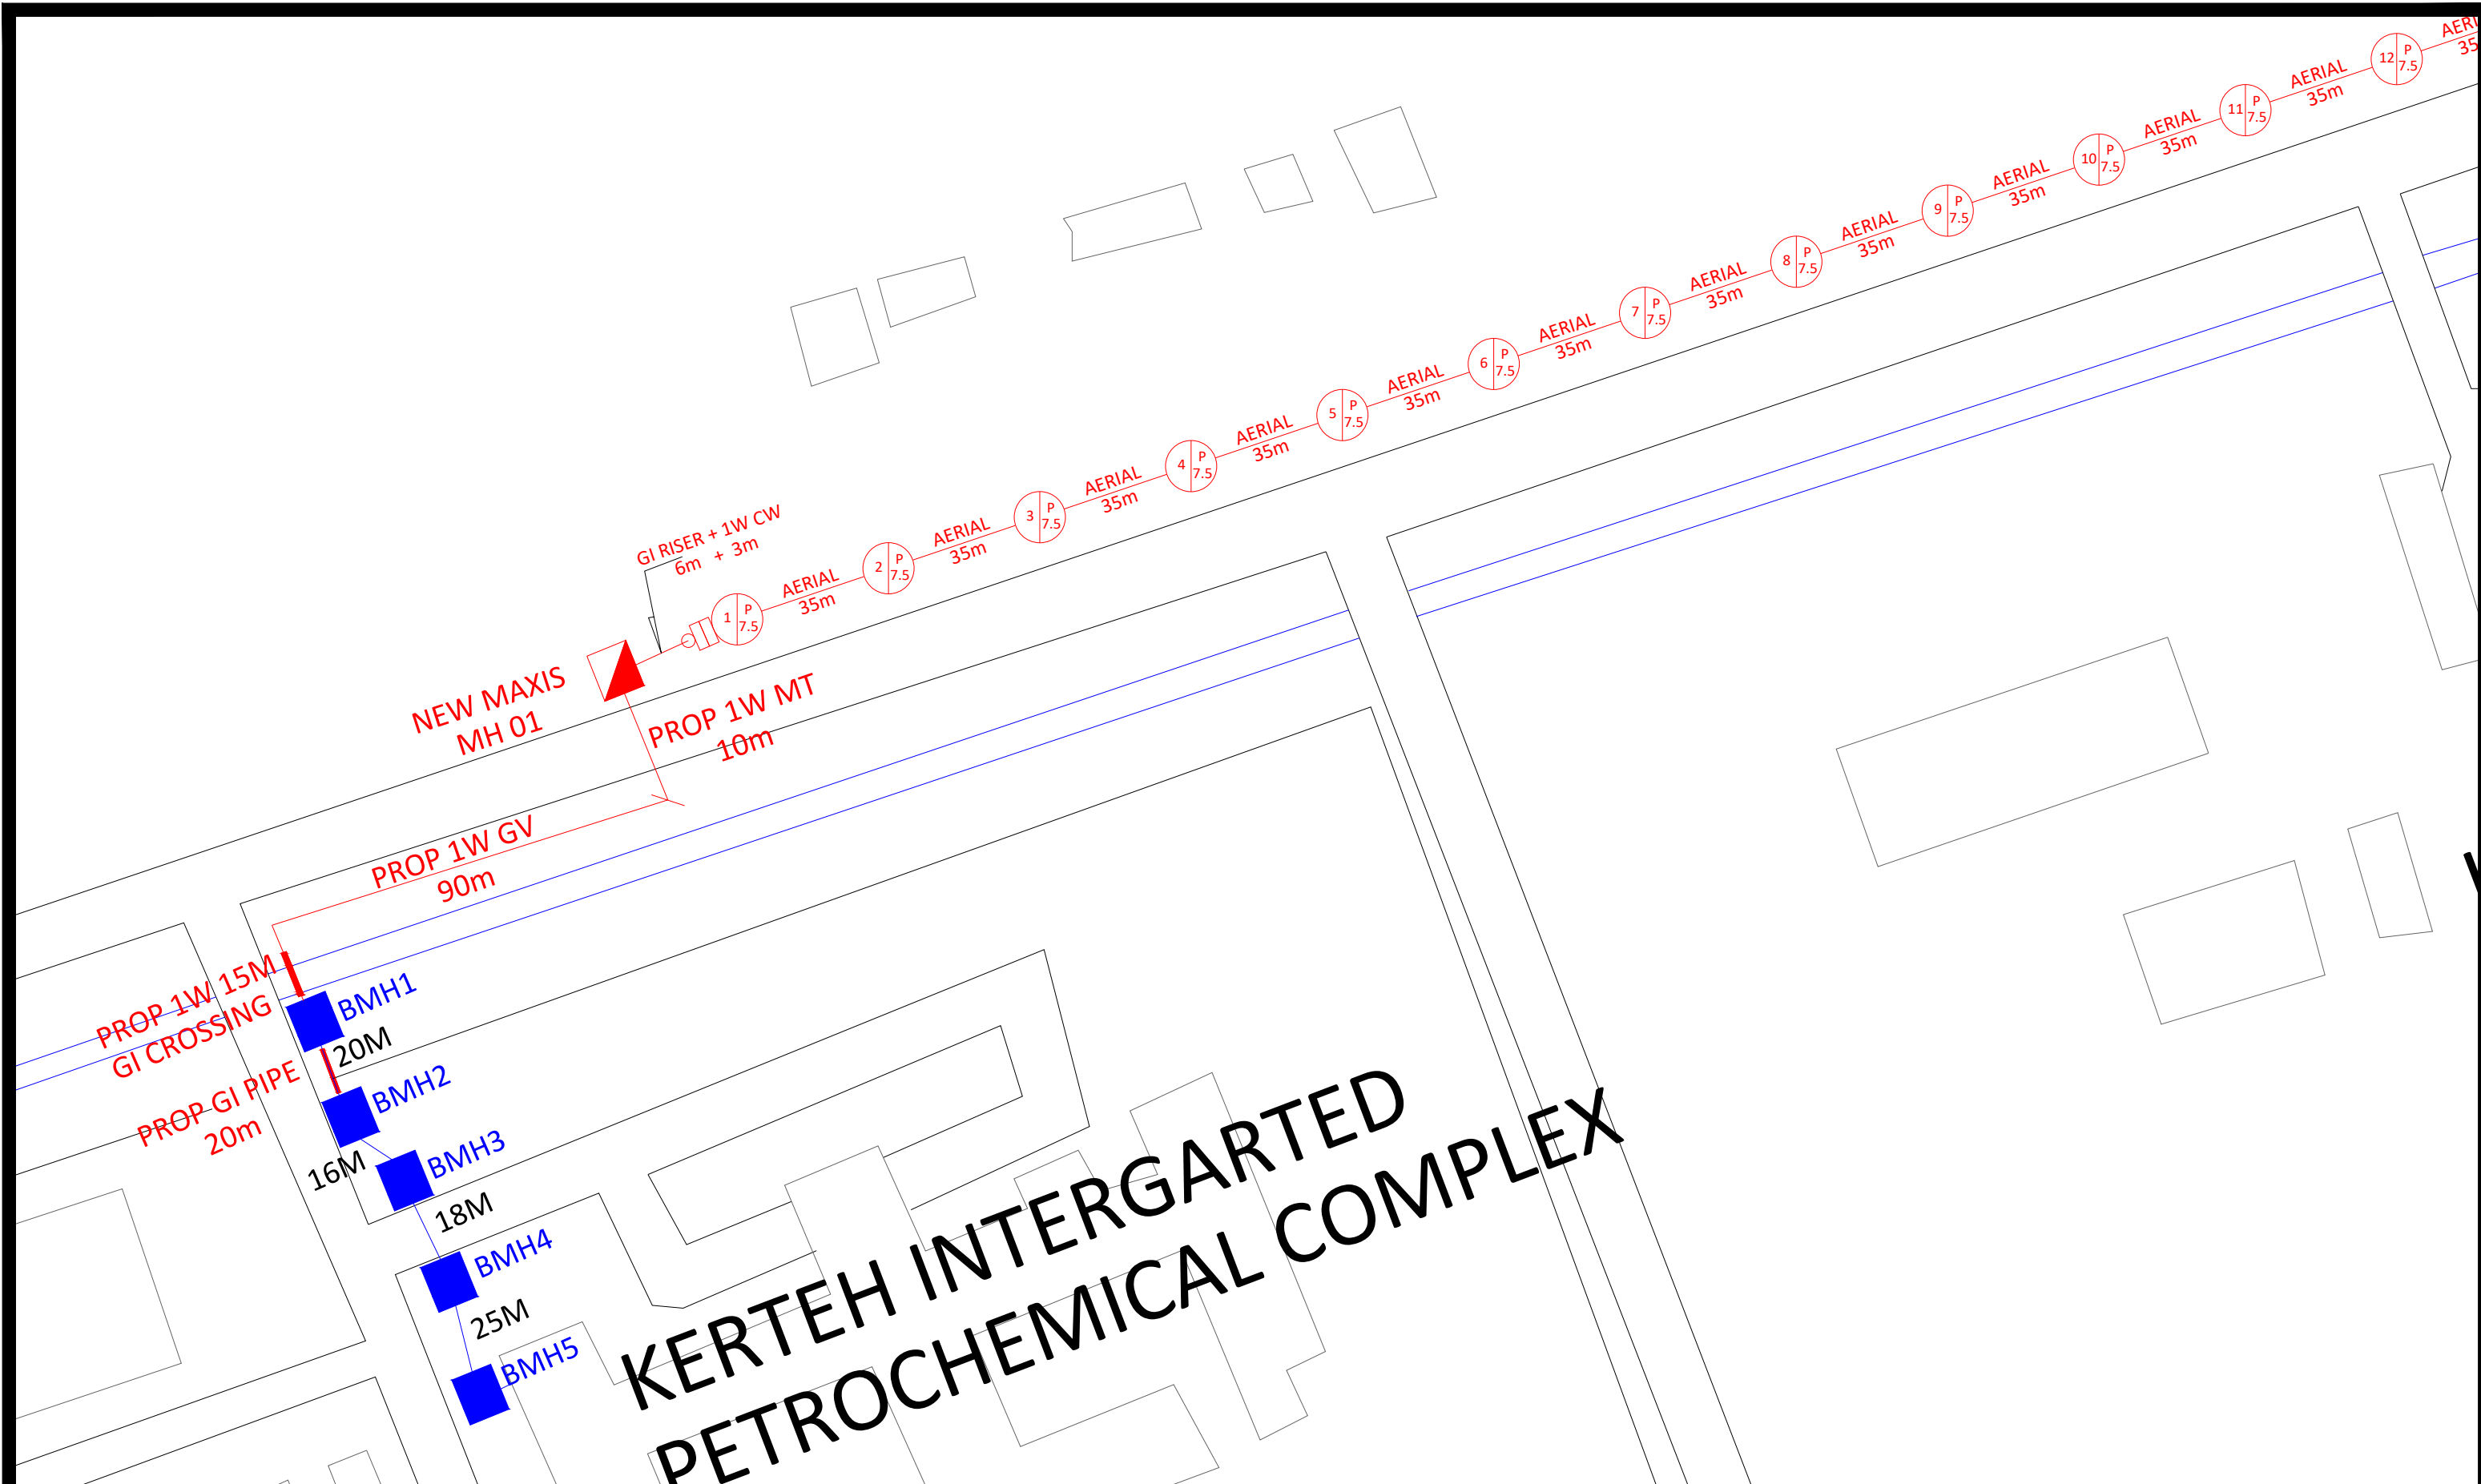 AERI
35
12 P 7.5
AERIAL
35m
11 P 7.5
AERIAL
35m
10 P 7.5
AERIAL
35m
9 P 7.5
AERIAL
35m
8 P 7.5
AERIAL
35m
7 P 7.5
AERIAL
35m
6 P 7.5
AERIAL
35m
5 P 7.5
AERIAL
35m
4 P 7.5
AERIAL
35m
3 P 7.5
AERIAL
35m
2 P 7.5
AERIAL
35m
1 P 7.5
GI RISER + 1W CW
6m + 3m
NEW MAXIS
MH 01
PROP 1W MT
10m
PROP 1W GV
90m
PROP 1W 15M
GI CROSSING
BMH1
20M
PROP GI PIPE
20m
BMH2
16M
BMH3
18M
BMH4
25M
BMH5
KERTEH INTERGARTED
PETROCHEMICAL COMPLEX